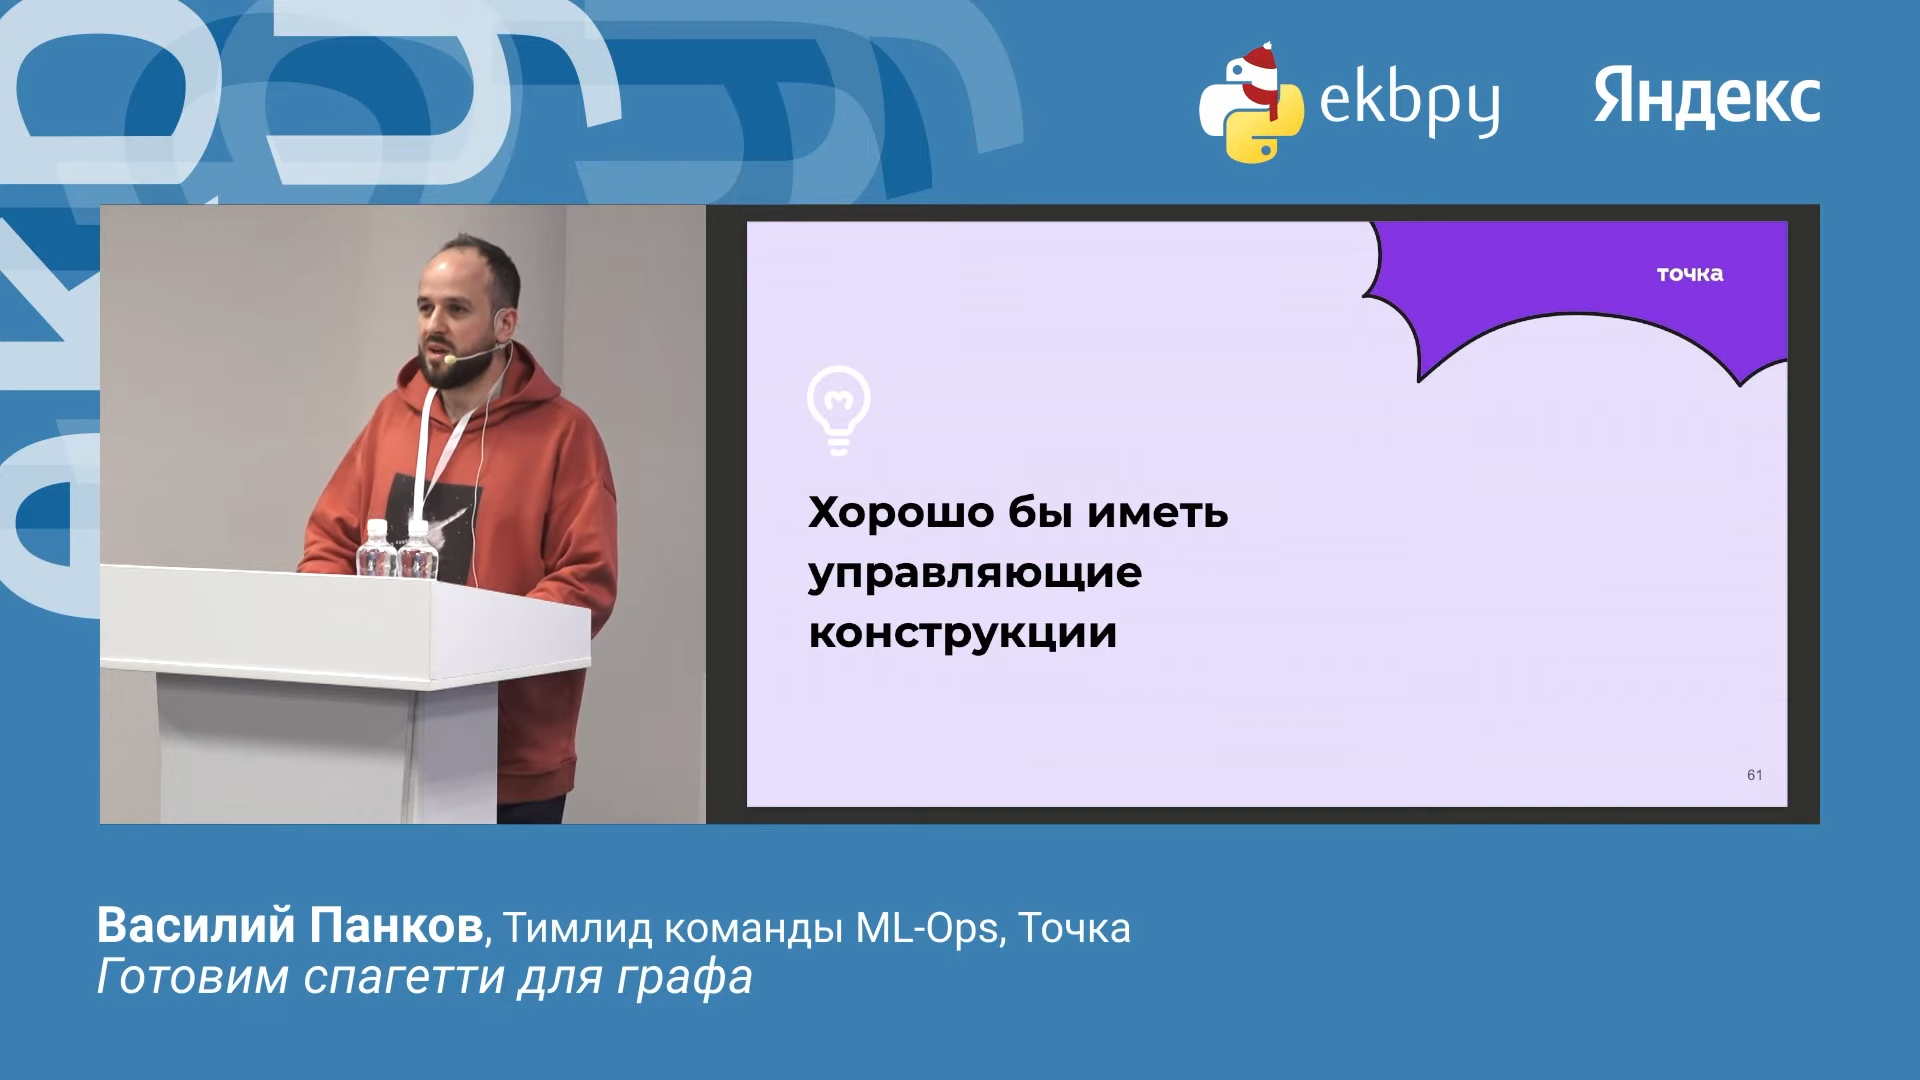 ekbpy
Яндекс
точка
Хорошо бы иметь
управляющие
конструкции
61
Василий Панков, Тимлид команды ML-Ops, Точка
Готовим спагетти для графа